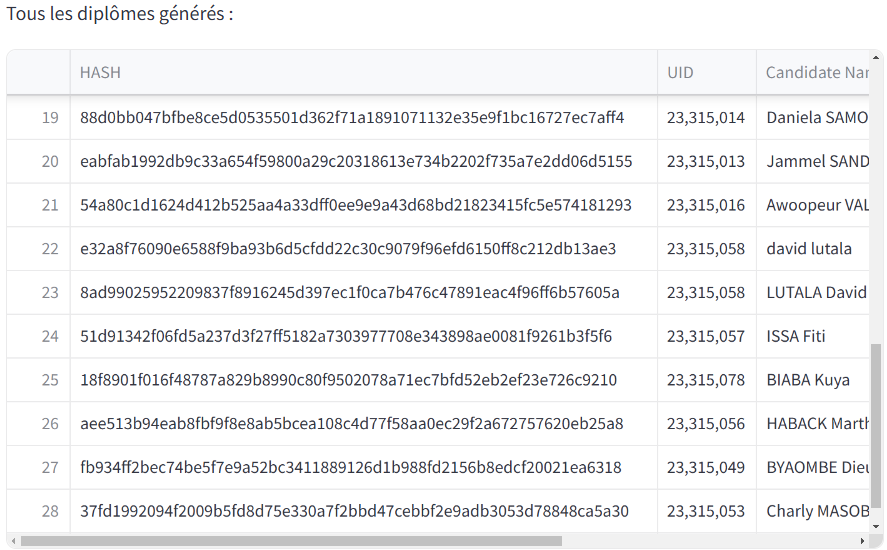 Tous les diplômes générés :
HASH UID Candidate Nar
19 88d0bb047bfbe8ce5d0535501d362f71a1891071132e35e9f1bc16727ec7aff4 23,315,014 Daniela SAMO
20 eabfab1992db9c33a654f59800a29c20318613e734b2202f735a7e2dd06d5155 23,315,013 Jammel SAND
21 54a80c1d1624d412b525aa4a33dff0ee9e9a43d68bd21823415fc5e574181293 23,315,016 Awoopeur VAL
22 e32a8f76090e6588f9ba93b6d5cfdd22c30c9079f96efd6150ff8c212db13ae3 23,315,058 david lutala
23 8ad99025952209837f8916245d397ec1f0ca7b476c47891eac4f96ff6b57605a 23,315,058 LUTALA David
24 51d91342f06fd5a237d3f27ff5182a7303977708e343898ae0081f9261b3f5f6 23,315,057 ISSA Fiti
25 18f8901f016f48787a829b8990c80f9502078a71ec7bfd52eb2ef23e726c9210 23,315,078 BIABA Kuya
26 aee513b94eab8fbf9f8e8ab5bcea108c4d77f58aa0ec29f2a672757620eb25a8 23,315,056 HABACK Marth
27 fb934ff2bec74be5f7e9a52bc3411889126d1b988fd2156b8edcf20021ea6318 23,315,049 BYAOMBE Dieu
28 37fd1992094f2009b5fd8d75e330a7f2bbd47cebbf2e9adb3053d78848ca5a30 23,315,053 Charly MASOB